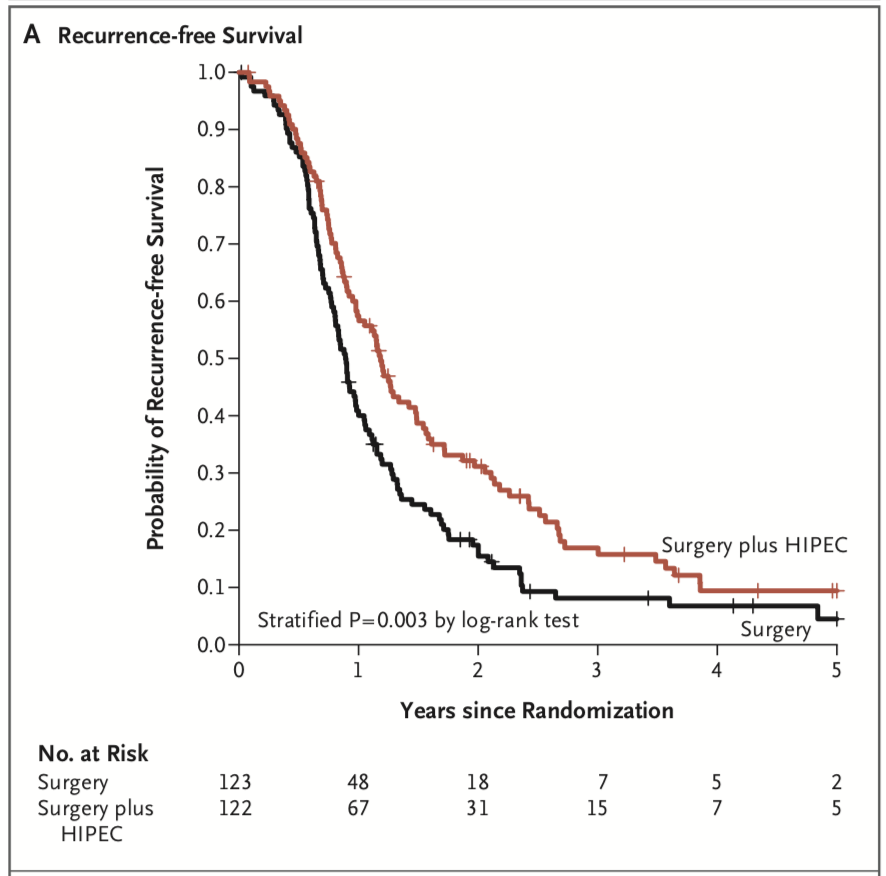 A Recurrence-free Survival
Probability of Recurrence-free Survival
1.0
0.9
0.8
0.7
0.6
0.5
0.4
0.3
0.2
0.1
0.0
Surgery plus HIPEC
Stratified P=0.003 by log-rank test
Surgery
0 1 2 3 4 5
Years since Randomization
No. at Risk
Surgery 123 48 18 7 5 2
Surgery plus 122 67 31 15 7 5
HIPEC